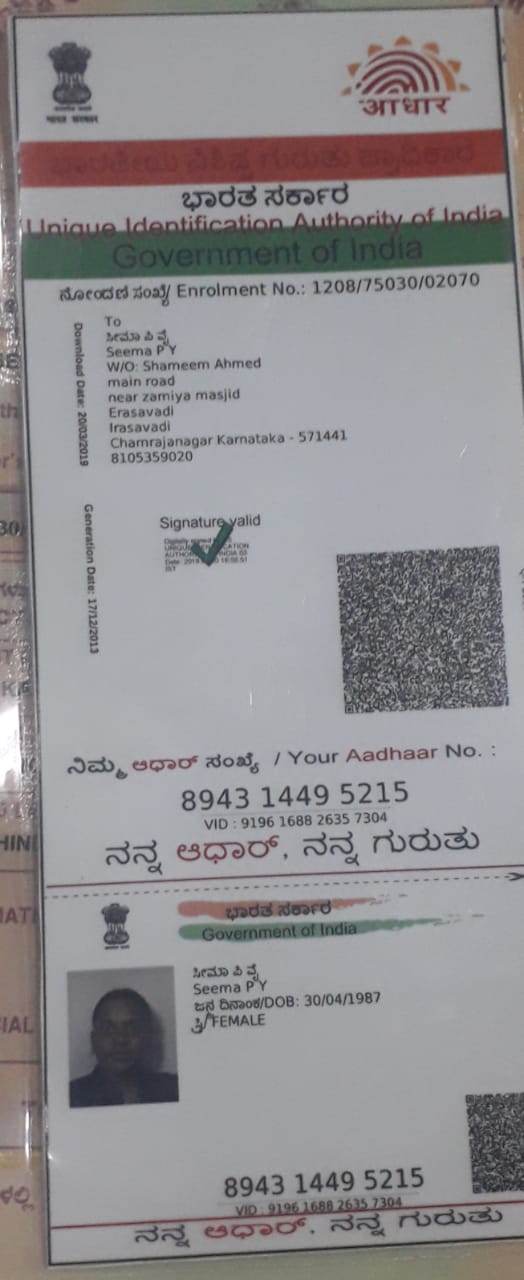 भारत सरकार
आधार
ಭಾರತೀಯ ವಿಶಿಷ್ಟ ಗುರುತು ಪ್ರಾಧಿಕಾರ
ಭಾರತ ಸರ್ಕಾರ
Unique Identification Authority of India
Government of India
ನೋಂದಣಿ ಸಂಖ್ಯೆ/ Enrolment No.: 1208/75030/02070
Download Date: 20/03/2019
To
ಸೀಮಾ ಪಿ ವೈ
Seema P Y
W/O: Shameem Ahmed
main road
near zamiya masjid
Erasavadi
Irasavadi
Chamrajanagar Karnataka - 571441
8105359020
Generation Date: 17/12/2013
Signature valid
ನಿಮ್ಮ ಆಧಾರ್ ಸಂಖ್ಯೆ / Your Aadhaar No. :
8943 1449 5215
VID : 9196 1688 2635 7304
ನನ್ನ ಆಧಾರ್, ನನ್ನ ಗುರುತು
ಭಾರತ ಸರ್ಕಾರ
Government of India
ಸೀಮಾ ಪಿ ವೈ
Seema P Y
ಜನ್ಮ ದಿನಾಂಕ/DOB: 30/04/1987
ಸ್ತ್ರೀ/FEMALE
8943 1449 5215
VID : 9196 1688 2635 7304
ನನ್ನ ಆಧಾರ್, ನನ್ನ ಗುರುತು